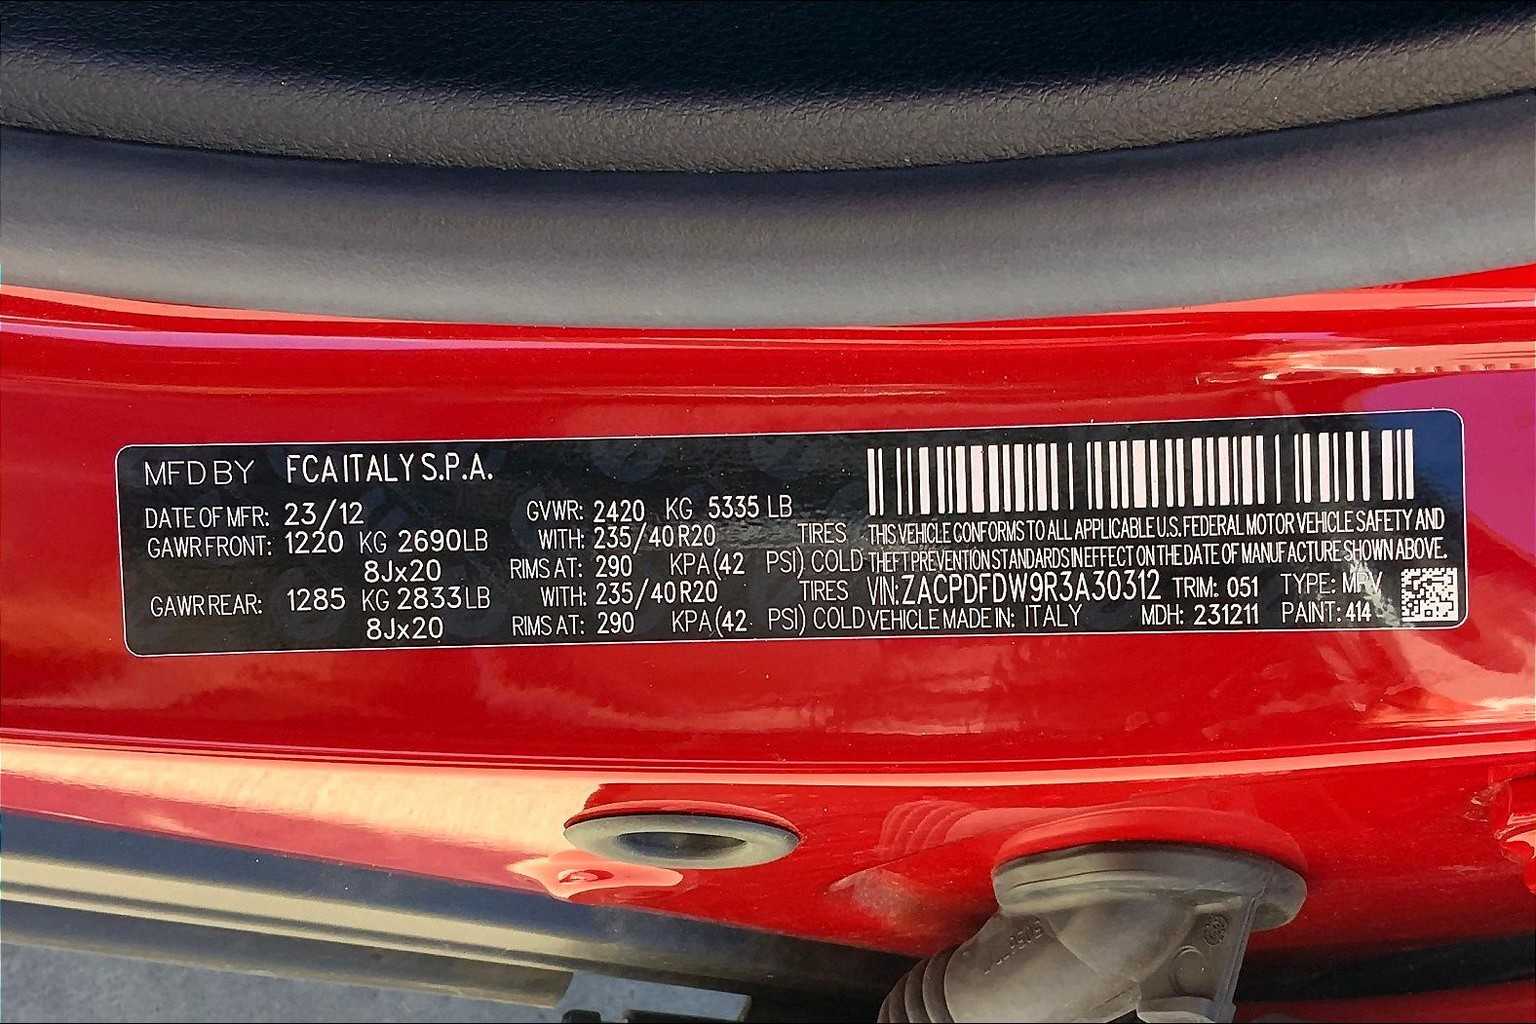 MFD BY FCA ITALY S.P.A.
DATE OF MFR: 23/12 GVWR: 2420 KG 5335 LB
GAWR FRONT: 1220 KG 2690 LB WITH: 235/40 R20 TIRES
8Jx20 RIMS AT: 290 KPA (42 PSI) COLD
GAWR REAR: 1285 KG 2833 LB WITH: 235/40 R20 TIRES
8Jx20 RIMS AT: 290 KPA (42 PSI) COLD
THIS VEHICLE CONFORMS TO ALL APPLICABLE U.S. FEDERAL MOTOR VEHICLE SAFETY AND
THEFT PREVENTION STANDARDS IN EFFECT ON THE DATE OF MANUFACTURE SHOWN ABOVE.
VIN: ZACPDFDW9R3A30312 TRIM: 051 TYPE: MPV
VEHICLE MADE IN: ITALY MDH: 231211 PAINT: 414